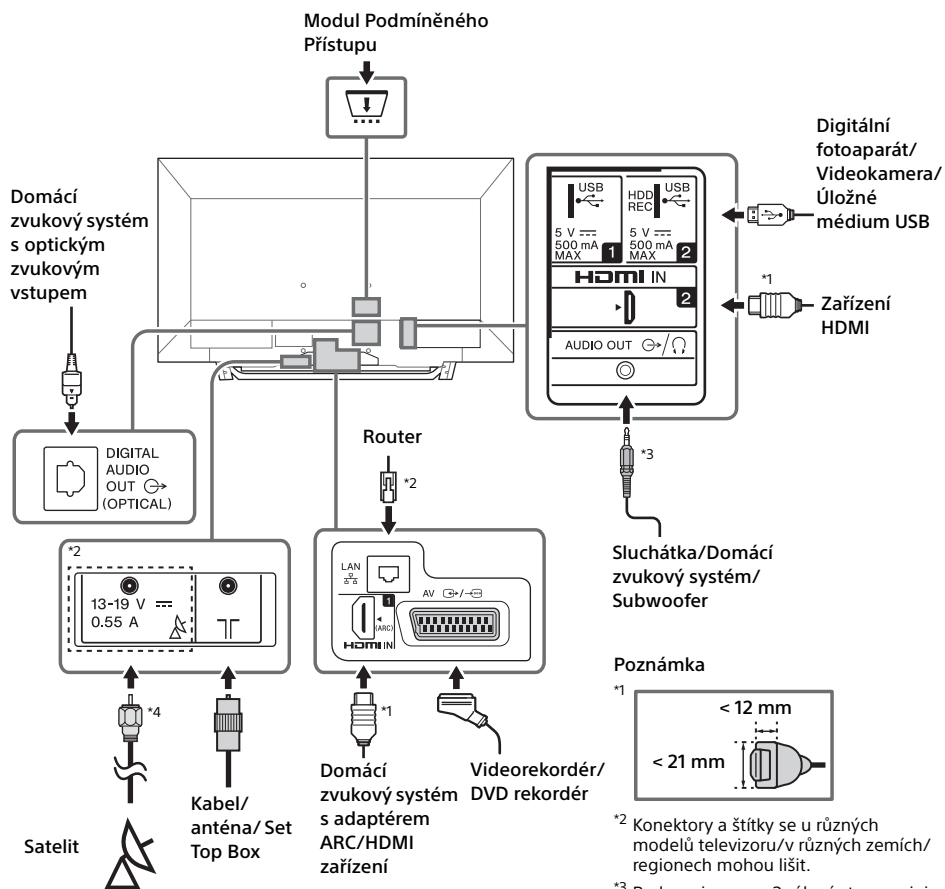 Modul Podmíněného
Přístupu
Digitální
fotoaparát/
Videokamera/
Úložné
médium USB
Domácí
zvukový systém
s optickým
zvukovým
vstupem
USB
HDD
REC
USB
5 V
500 mA
MAX
1
5 V
500 mA
MAX
2
HDMI IN
2
*1
Zařízení
HDMI
AUDIO OUT
DIGITAL
AUDIO
OUT
(OPTICAL)
Router
*2
*3
Sluchátka/Domácí
zvukový systém/
Subwoofer
*2
13-19 V
0.55 A
LAN
1
(ARC)
HDMI IN
AV
*4
*1
Satelit
Kabel/
anténa/ Set
Top Box
Domácí
zvukový systém
s adaptérem
ARC/HDMI
zařízení
Videorekordér/
DVD rekordér
Poznámka
*1
< 12 mm
< 21 mm
*2 Konektory a štítky se u různých
modelů televizoru/v různých zemích/
regionech mohou lišit.
*3